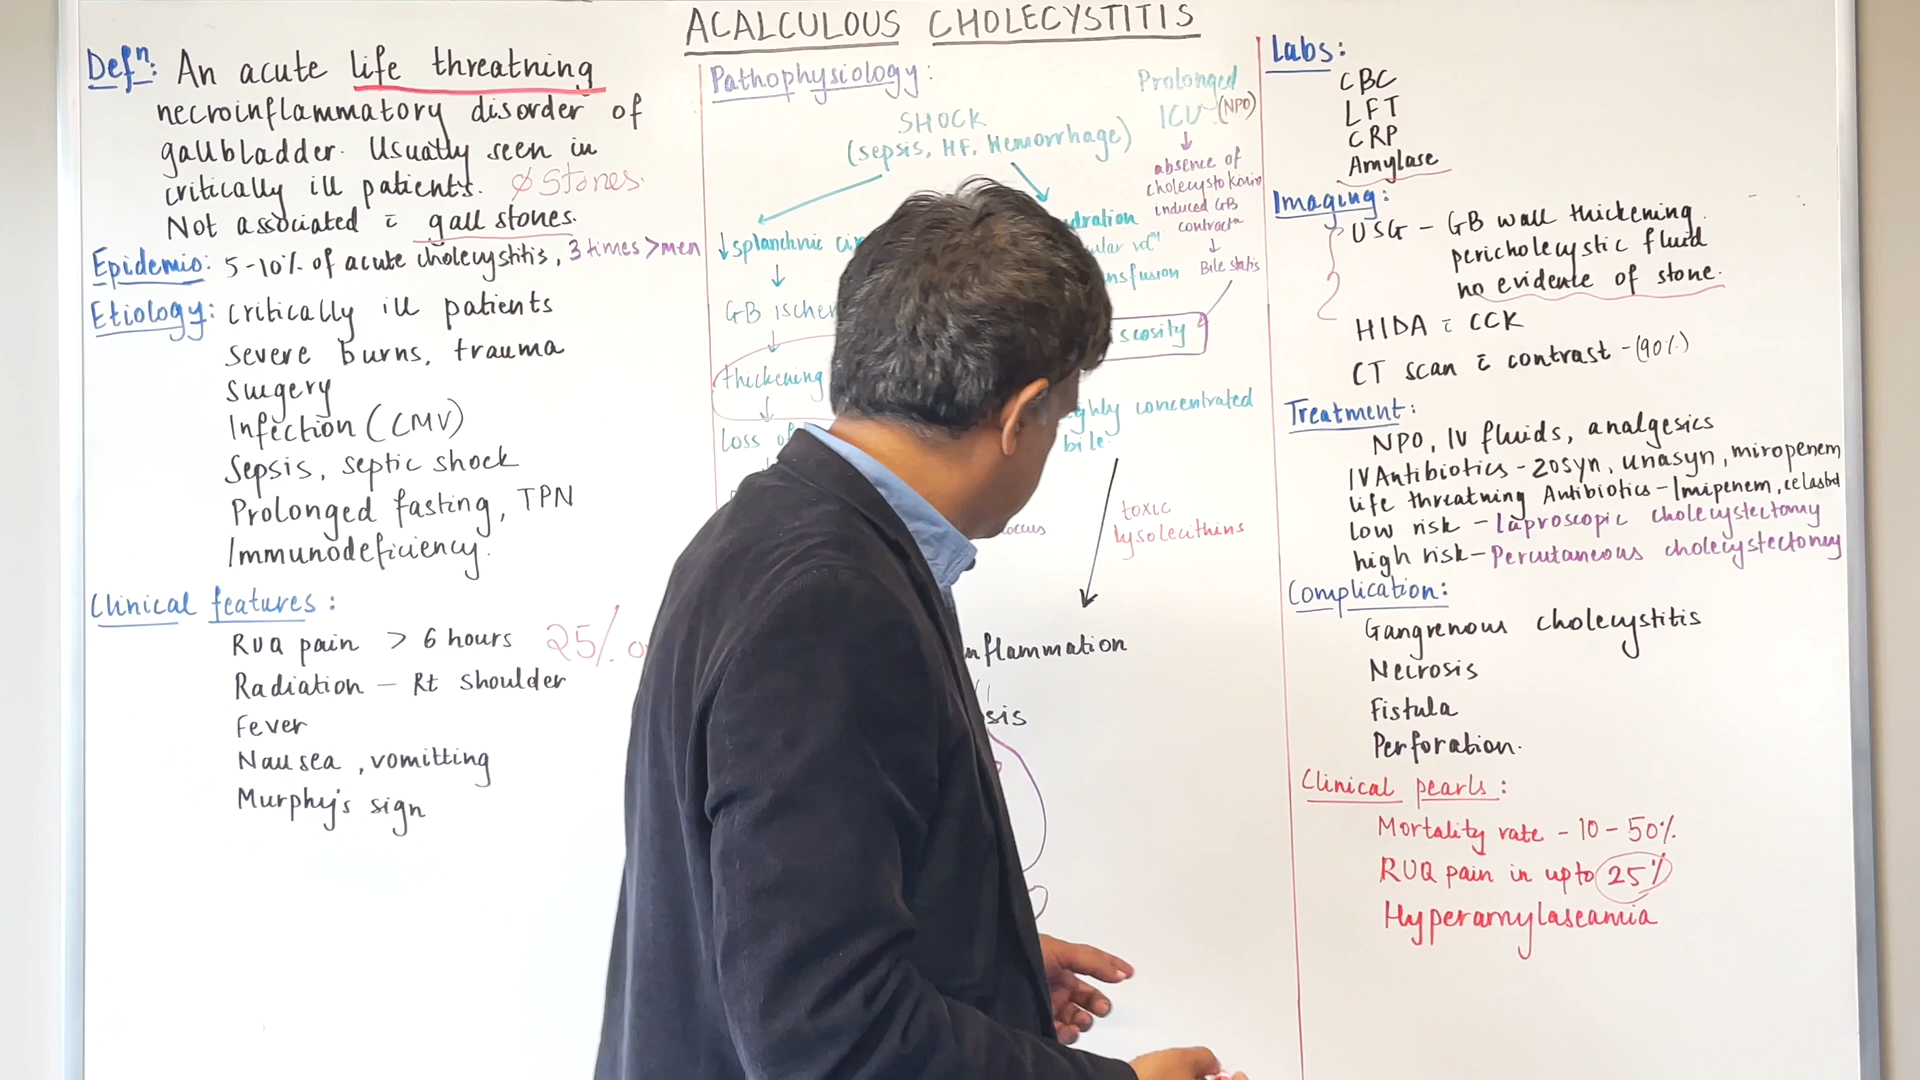 ACALCULOUS CHOLECYSTITIS
Defn: An acute life threatning
necroinflammatory disorder of
gallbladder. Usually seen in
critically ill patients. Ø Stones.
Not associated c̄ gall stones.
Epidemio: 5-10% of acute cholecystitis, 3 times > men
Etiology: critically ill patients
Severe burns, trauma
Surgery
Infection (CMV)
Sepsis, septic shock
Prolonged fasting, TPN
Immunodeficiency.
Clinical features:
RUQ pain > 6 hours 25%
Radiation - Rt shoulder
Fever
Nausea, vomitting
Murphy's sign
Pathophysiology:
SHOCK
(sepsis, HF, Hemorrhage)
↓splanchnic
GB
thickening
Loss
Prolonged
ICU (NPO)
↓
absence of
cholecystokinin
induced GB
↓
Bile
concentrated
bile
toxic
lysolecithins
Labs:
CBC
LFT
CRP
Amylase
Imaging:
USG - GB wall thickening
pericholecystic fluid
no evidence of stone.
HIDA c̄ CCK
CT scan c̄ contrast - (90%)
Treatment:
NPO, IV fluids, analgesics
IV Antibiotics - zosyn, unasyn, miropenem
life threatning Antibiotics - Imipenem,
low risk - Laproscopic cholecystectomy
high risk - Percutaneous cholecystectomy
Complication:
Gangrenous cholecystitis
Necrosis
Fistula
Perforation.
Clinical pearls:
Mortality rate - 10 - 50%
RUQ pain in upto 25%
Hyperamylaseamia